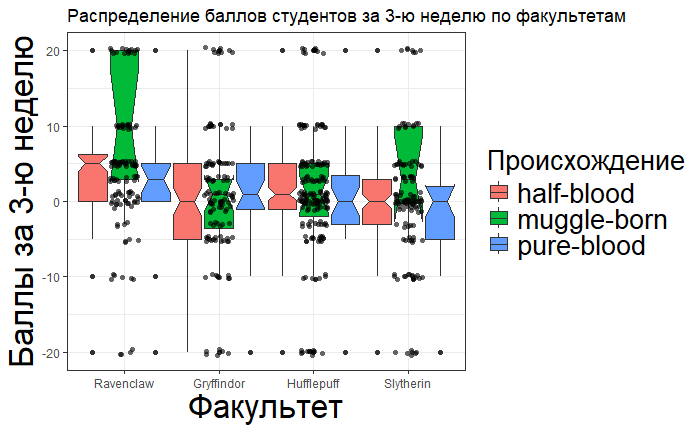 Распределение баллов студентов за 3-ю неделю по факультетам
Баллы за 3-ю неделю
20
10
0
-10
-20
Ravenclaw Gryffindor Hufflepuff Slytherin
Факультет
Происхождение
half-blood
muggle-born
pure-blood